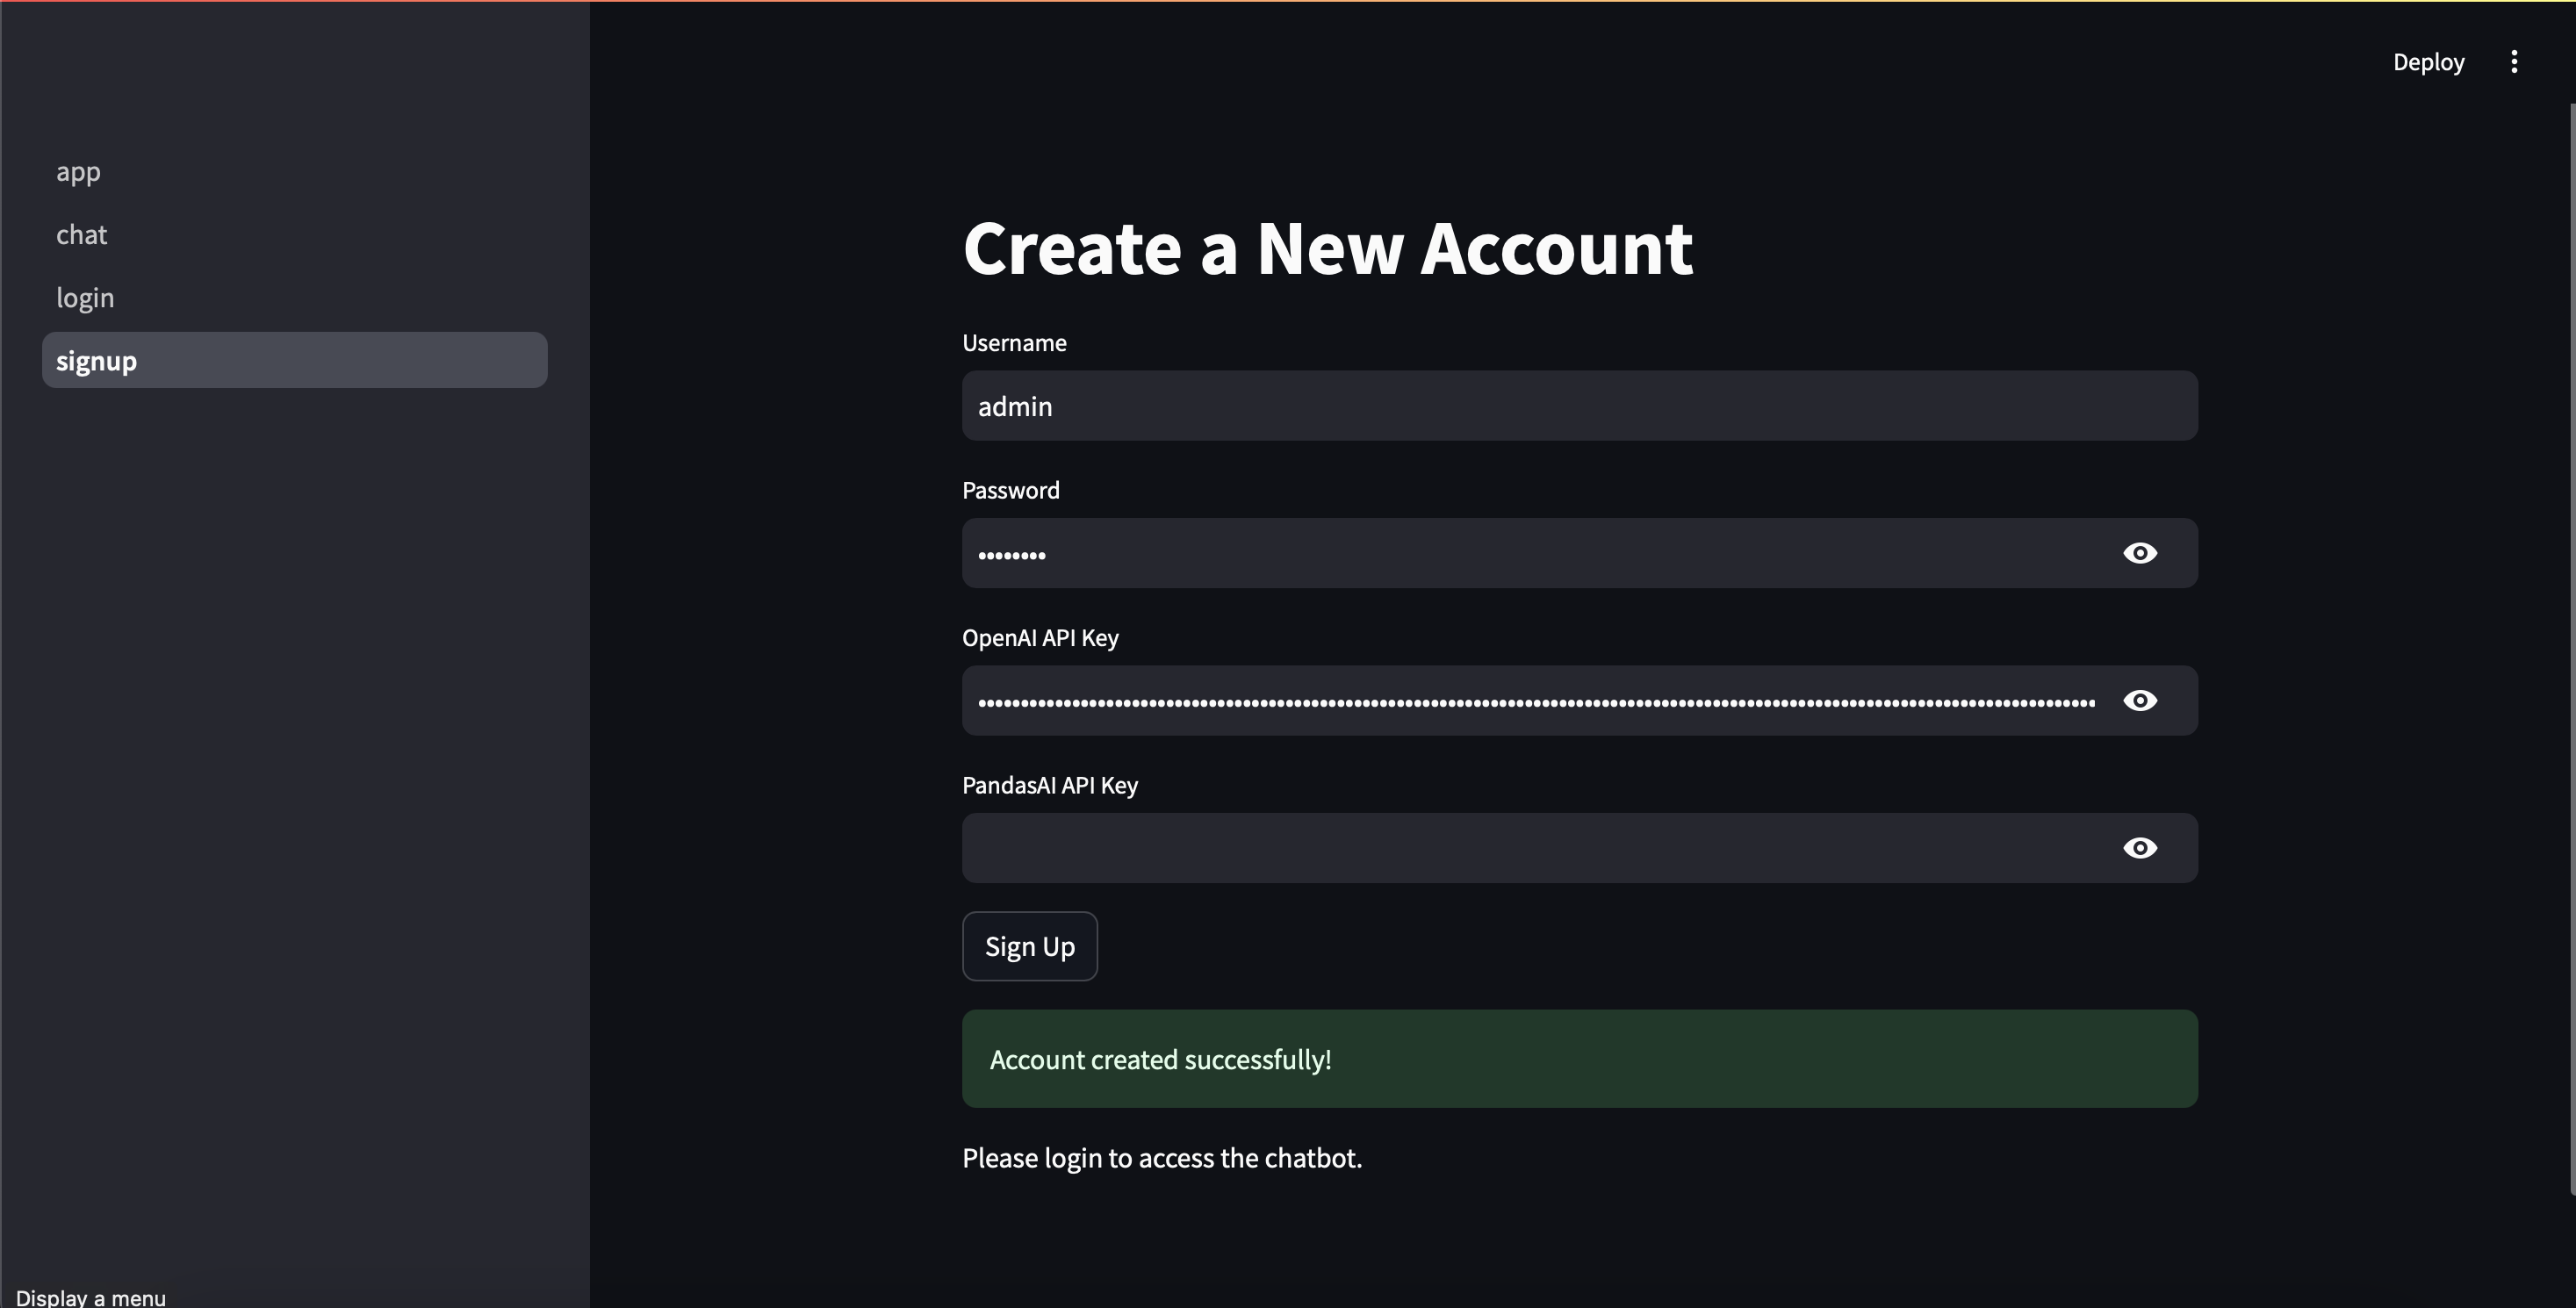 Deploy
app
chat
login
signup
Create a New Account
Username
admin
Password
••••••••
OpenAI API Key
PandasAI API Key
Sign Up
Account created successfully!
Please login to access the chatbot.
Display a menu